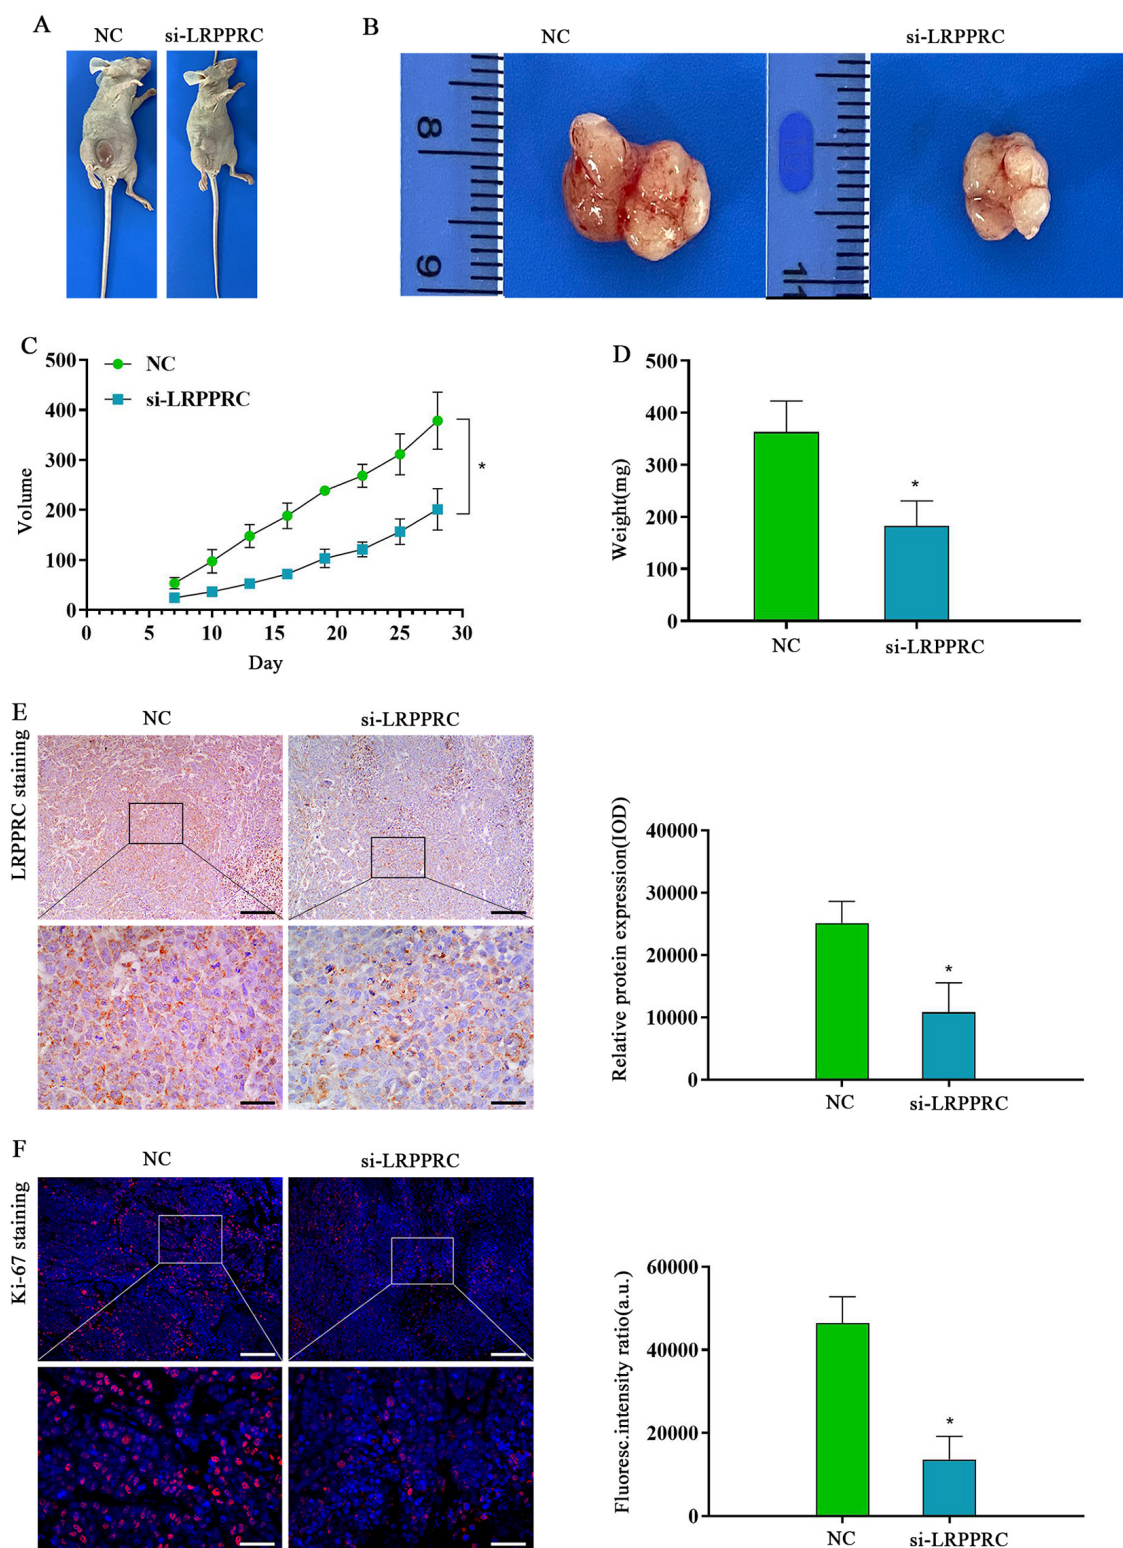 A
NC
si-LRPPRC
B
NC
si-LRPPRC
8
9
11
C
500
400
300
200
100
0
Volume
NC
si-LRPPRC
*
0
5
10
15
20
25
30
Day
D
500
400
300
200
100
0
Weight(mg)
*
NC
si-LRPPRC
E
NC
si-LRPPRC
LRPPRC staining
40000
30000
20000
10000
0
Relative protein expression(IOD)
*
NC
si-LRPPRC
F
NC
si-LRPPRC
Ki-67 staining
60000
40000
20000
0
Fluoresc.intensity ratio(a.u.)
*
NC
si-LRPPRC